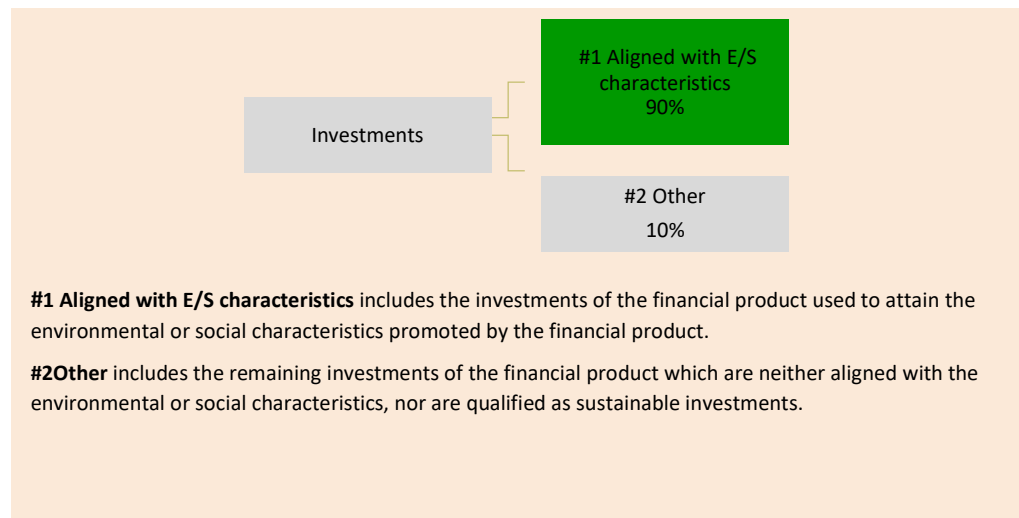 #1 Aligned with E/S
characteristics
90%
Investments
#2 Other
10%
#1 Aligned with E/S characteristics includes the investments of the financial product used to attain the
environmental or social characteristics promoted by the financial product.
#2Other includes the remaining investments of the financial product which are neither aligned with the
environmental or social characteristics, nor are qualified as sustainable investments.